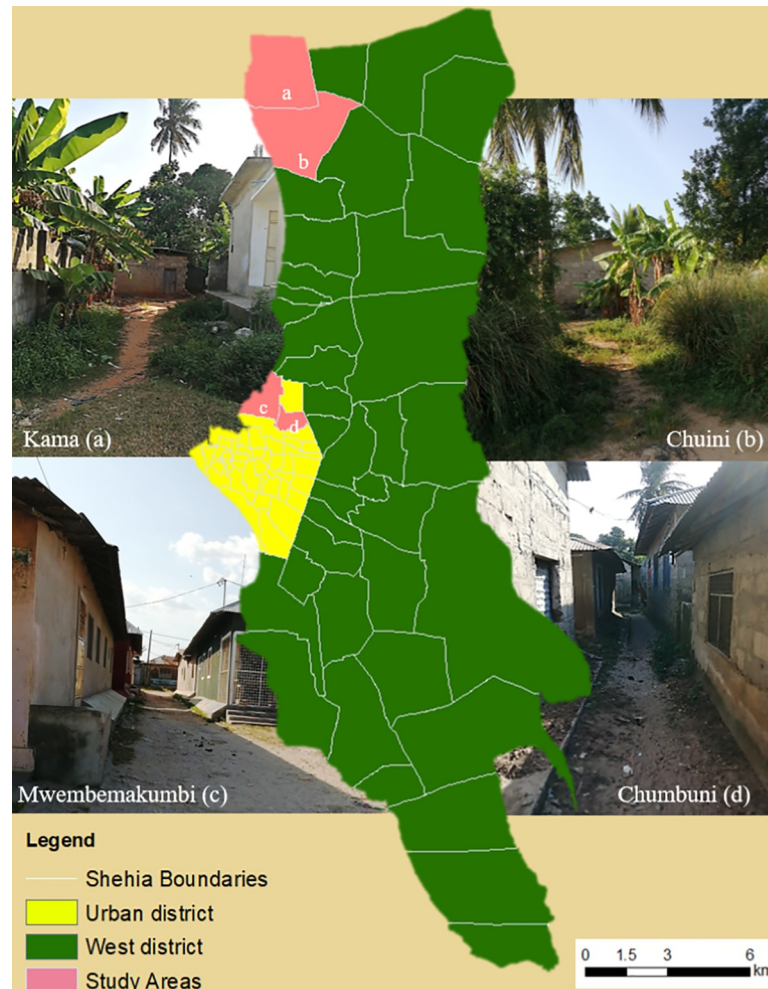 a
b
c
d
Kama (a)
Chuini (b)
Mwembemakumbi (c)
Chumbuni (d)
Legend
Shehia Boundaries
Urban district
West district
Study Areas
0 1.5 3 6
km